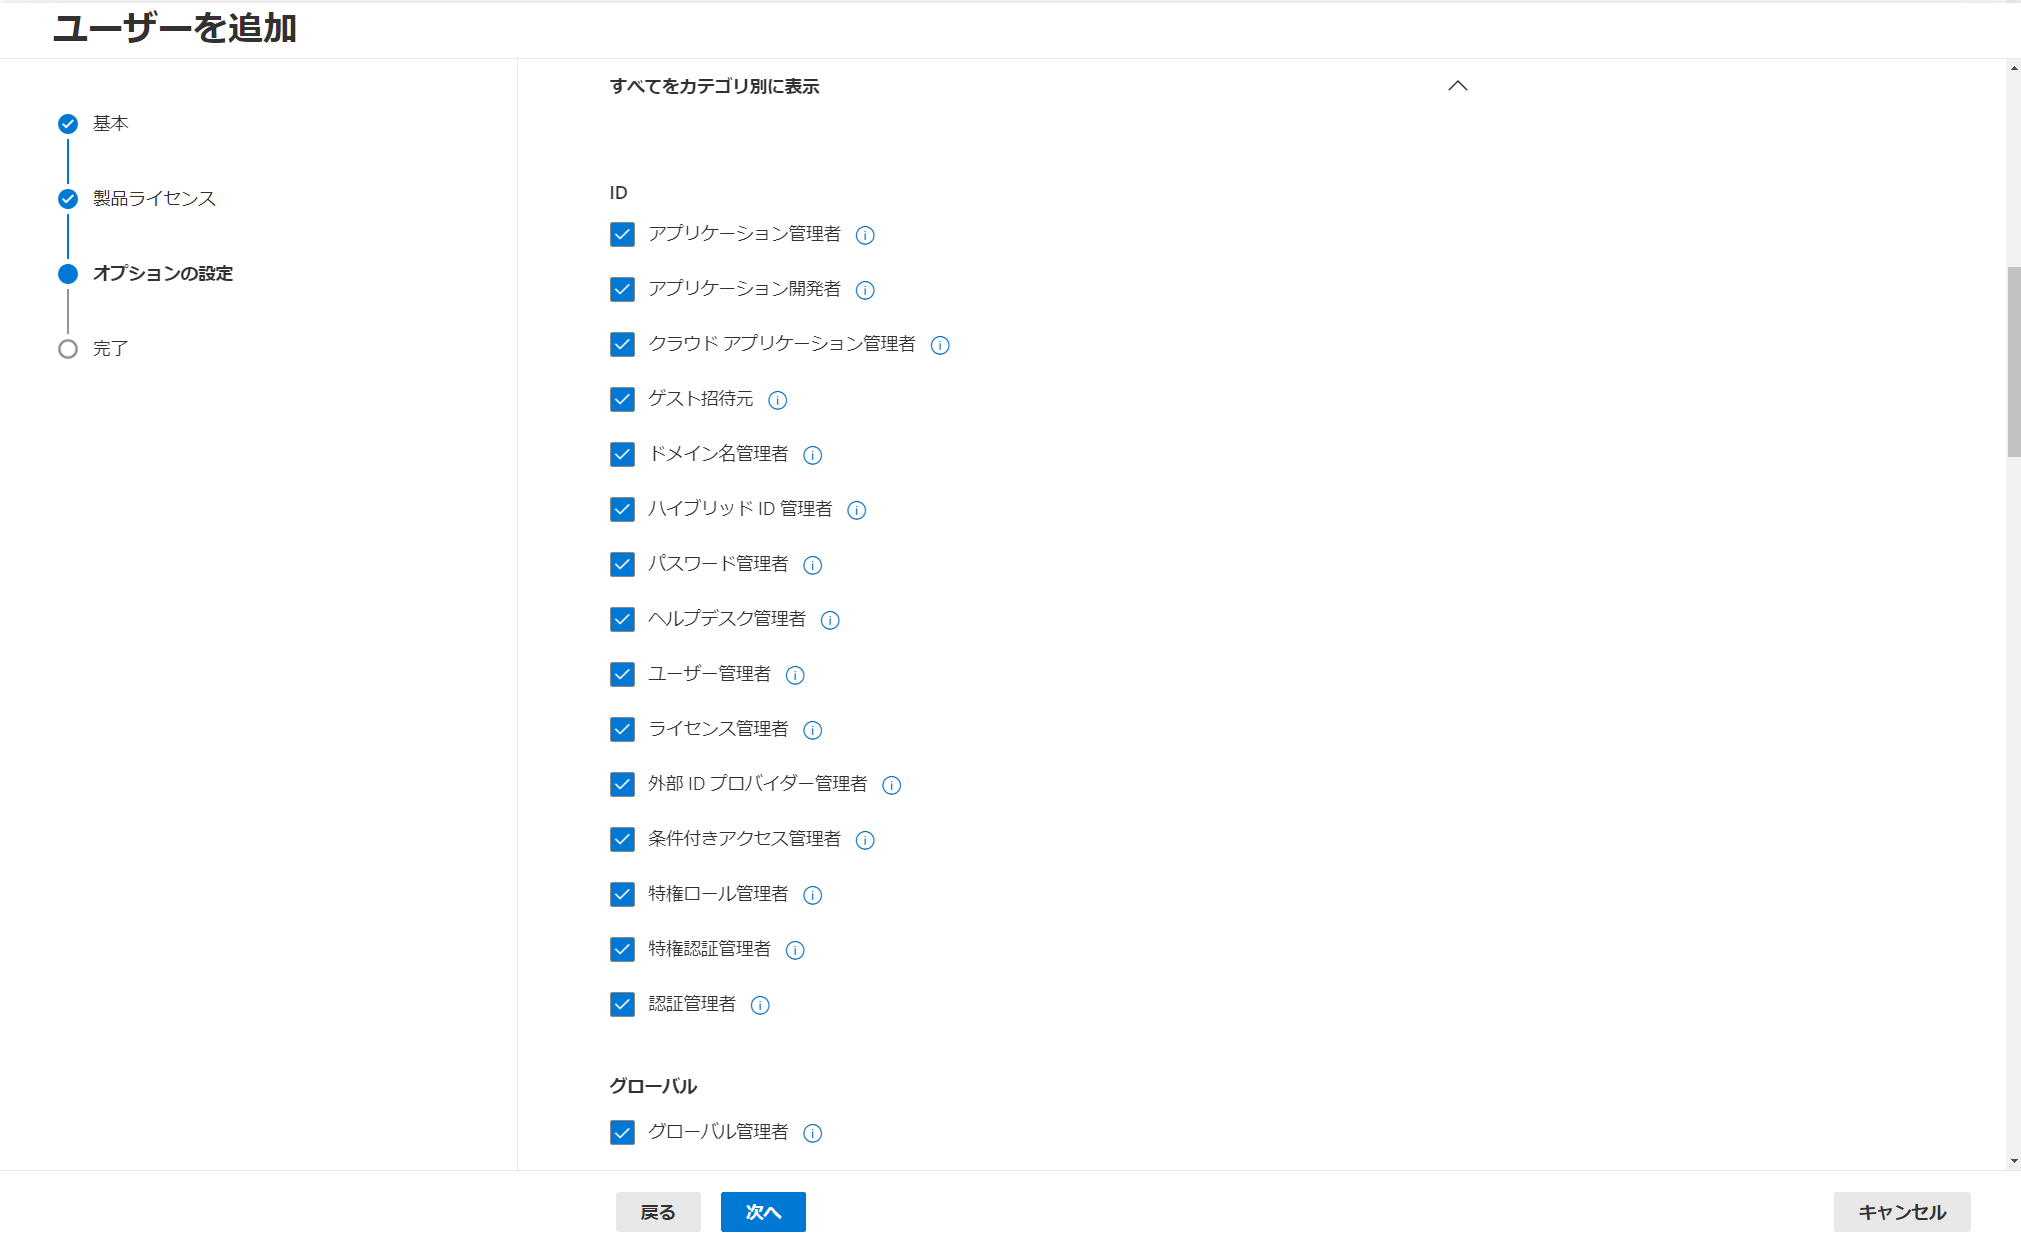 ユーザーを追加
基本
製品ライセンス
オプションの設定
完了
すべてをカテゴリ別に表示
ID
アプリケーション管理者
アプリケーション開発者
クラウド アプリケーション管理者
ゲスト招待元
ドメイン名管理者
ハイブリッド ID 管理者
パスワード管理者
ヘルプデスク管理者
ユーザー管理者
ライセンス管理者
外部 ID プロバイダー管理者
条件付きアクセス管理者
特権ロール管理者
特権認証管理者
認証管理者
グローバル
グローバル管理者
戻る
次へ
キャンセル